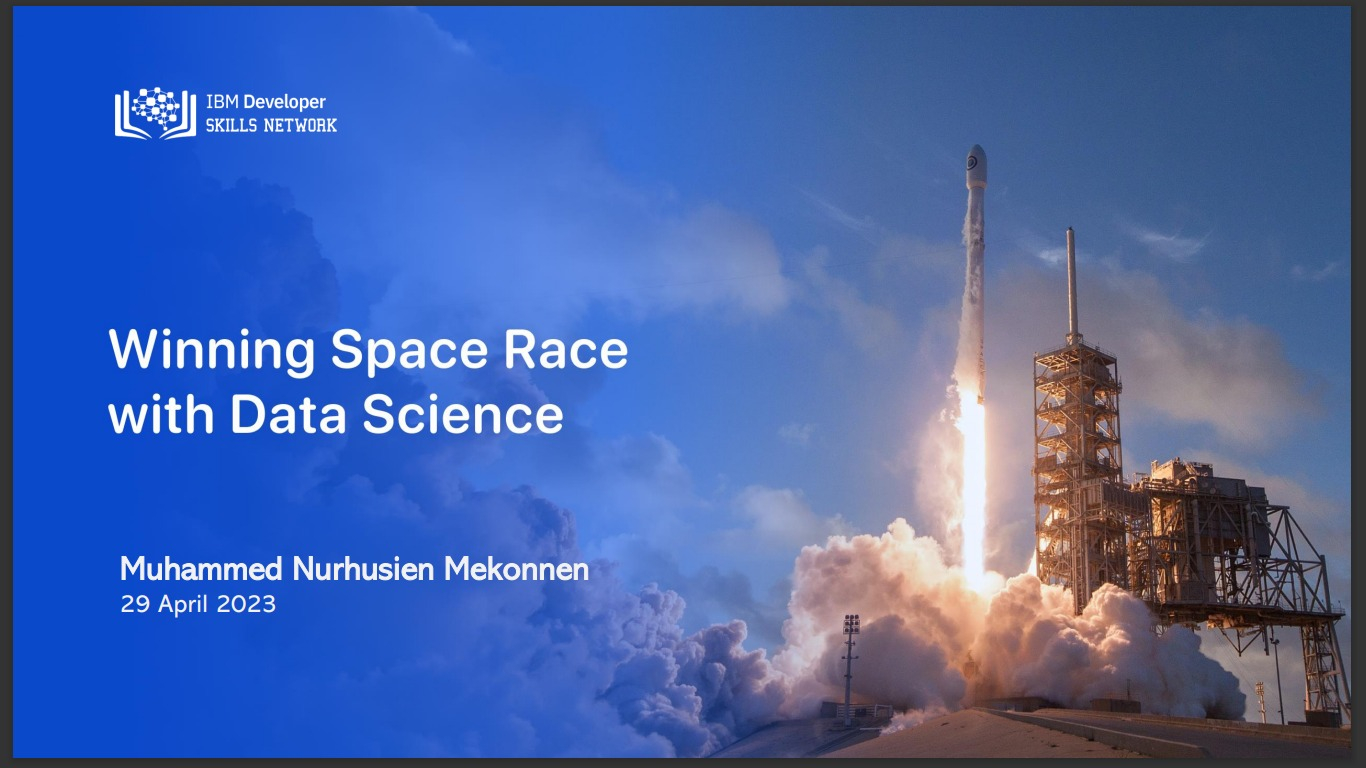 IBM Developer
SKILLS NETWORK
Winning Space Race
with Data Science
Muhammed Nurhusien Mekonnen
29 April 2023